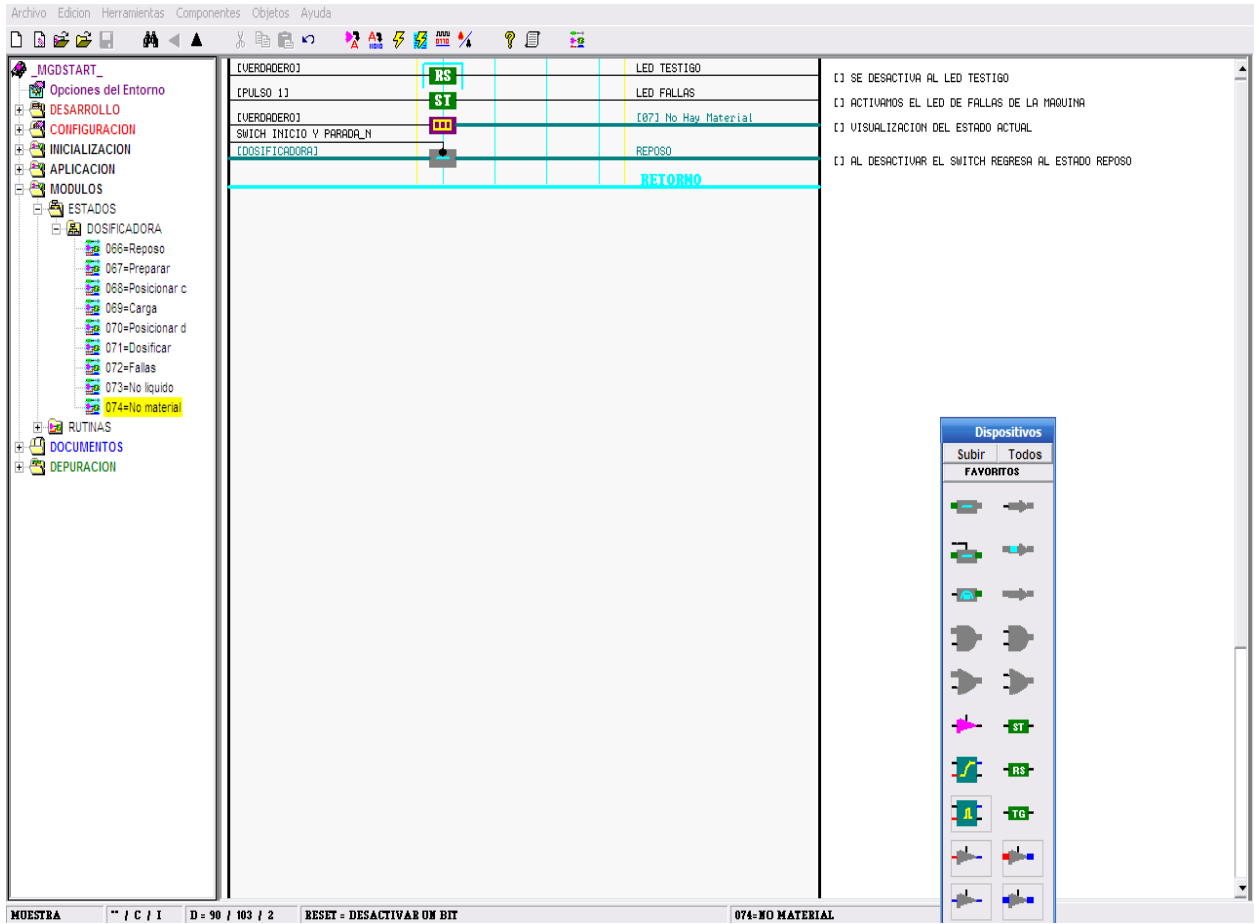 Archivo Edicion Herramientas Componentes Objetos Ayuda
_MGDSTART_
Opciones del Entorno
DESARROLLO
CONFIGURACION
INICIALIZACION
APLICACION
MODULOS
ESTADOS
DOSIFICADORA
066=Reposo
067=Preparar
068=Posicionar c
069=Carga
070=Posicionar d
071=Dosificar
072=Fallas
073=No liquido
074=No material
RUTINAS
DOCUMENTOS
DEPURACION
[VERDADERO] RS LED TESTIGO [] SE DESACTIVA AL LED TESTIGO
[PULSO 1] ST LED FALLAS [] ACTIVAMOS EL LED DE FALLAS DE LA MAQUINA
[VERDADERO] [07] No Hay Material [] VISUALIZACION DEL ESTADO ACTUAL
SWICH INICIO Y PARADA_N
[DOSIFICADORA] REPOSO [] AL DESACTIVAR EL SWITCH REGRESA AL ESTADO REPOSO
RETORNO
Dispositivos
Subir Todos
FAVORITOS
ST
RS
TG
MUESTRA "" / C / I D = 90 / 103 / 2 RESET = DESACTIVAR UN BIT 074=NO MATERIAL